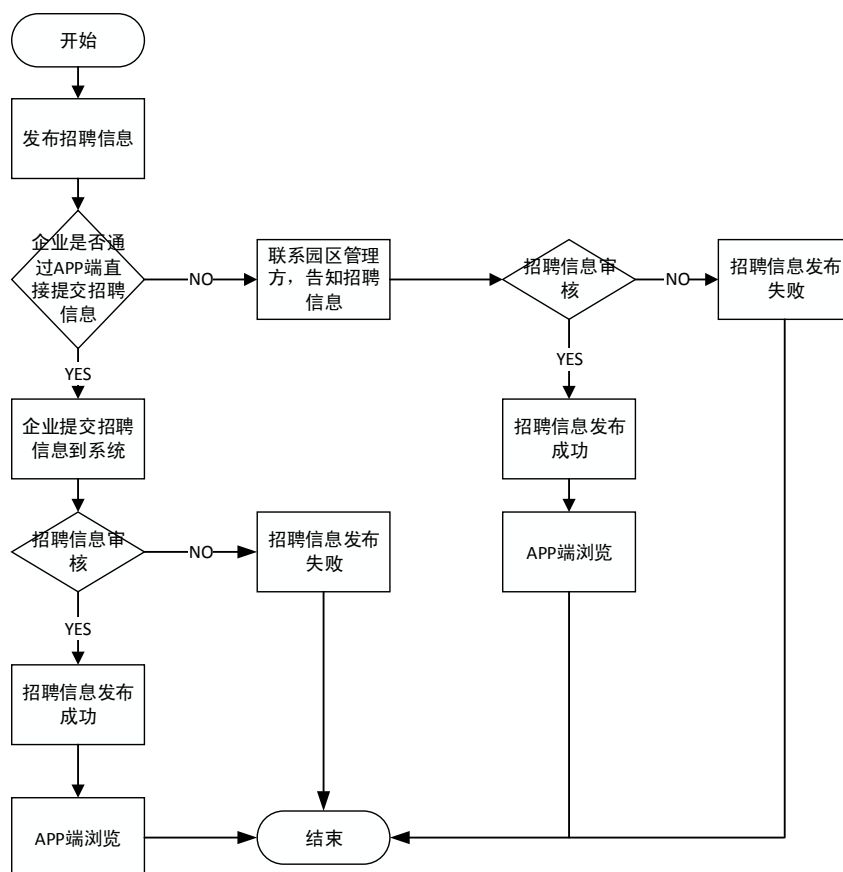 开始
发布招聘信息
企业是否通
过APP端直
接提交招聘
信息
NO
联系园区管理
方，告知招聘
信息
招聘信息审
核
NO
招聘信息发布
失败
YES
YES
企业提交招聘
信息到系统
招聘信息发布
成功
招聘信息审
核
NO
招聘信息发布
失败
APP端浏览
YES
招聘信息发布
成功
APP端浏览
结束